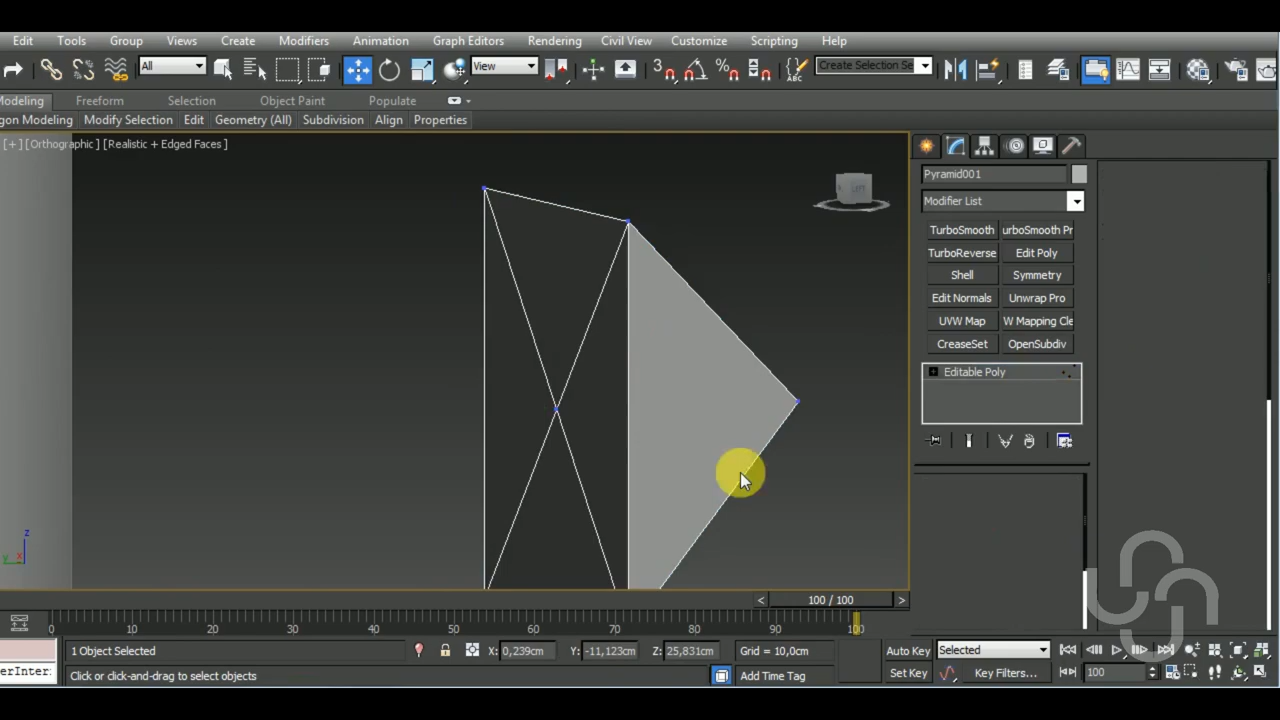 Edit Tools Group Views Create Modifiers Animation Graph Editors Rendering Civil View Customize Scripting Help
All View 3 % ABC Create Selection Se
Modeling Freeform Selection Object Paint Populate
gon Modeling Modify Selection Edit Geometry (All) Subdivision Align Properties
[+] [Orthographic ] [Realistic + Edged Faces ]
LEFT
Pyramid001
Modifier List
TurboSmooth urboSmooth Pr
TurboReverse Edit Poly
Shell Symmetry
Edit Normals Unwrap Pro
UVW Map W Mapping Cle
CreaseSet OpenSubdiv
Editable Poly
z
y x
< 100 / 100 >
0 10 20 30 40 50 60 70 80 90 100
1 Object Selected X: 0,239cm Y: -11,123cm Z: 25,831cm Grid = 10,0cm Auto Key Selected
erInter: Click or click-and-drag to select objects Add Time Tag Set Key Key Filters... 100